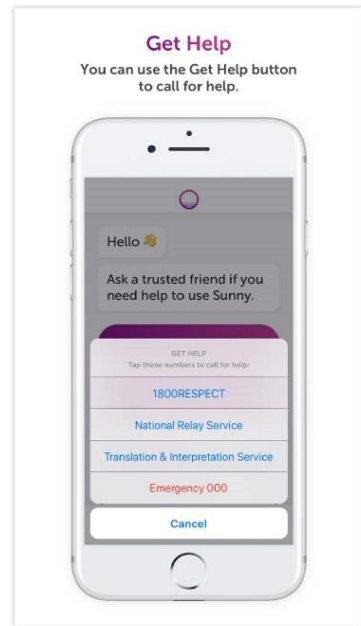 Get Help
You can use the Get Help button
to call for help.
Hello 👋
Ask a trusted friend if you
need help to use Sunny.
GET HELP
Tap these numbers to call for help:
1800RESPECT
National Relay Service
Translation & Interpretation Service
Emergency 000
Cancel